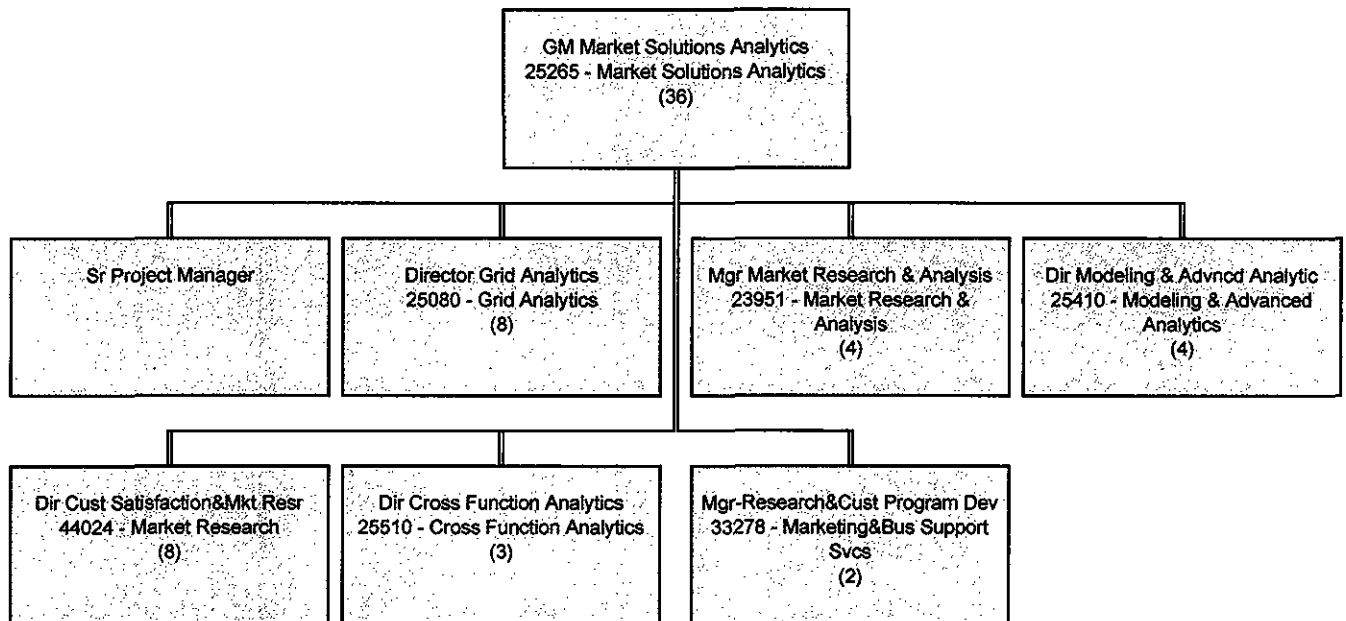 GM Market Solutions Analytics
25265 - Market Solutions Analytics
(36)
Sr Project Manager
Director Grid Analytics
25080 - Grid Analytics
(8)
Mgr Market Research & Analysis
23951 - Market Research &
Analysis
(4)
Dir Modeling & Advncd Analytic
25410 - Modeling & Advanced
Analytics
(4)
Dir Cust Satisfaction&Mkt Resr
44024 - Market Research
(8)
Dir Cross Function Analytics
25510 - Cross Function Analytics
(3)
Mgr-Research&Cust Program Dev
33278 - Marketing&Bus Support
Svcs
(2)